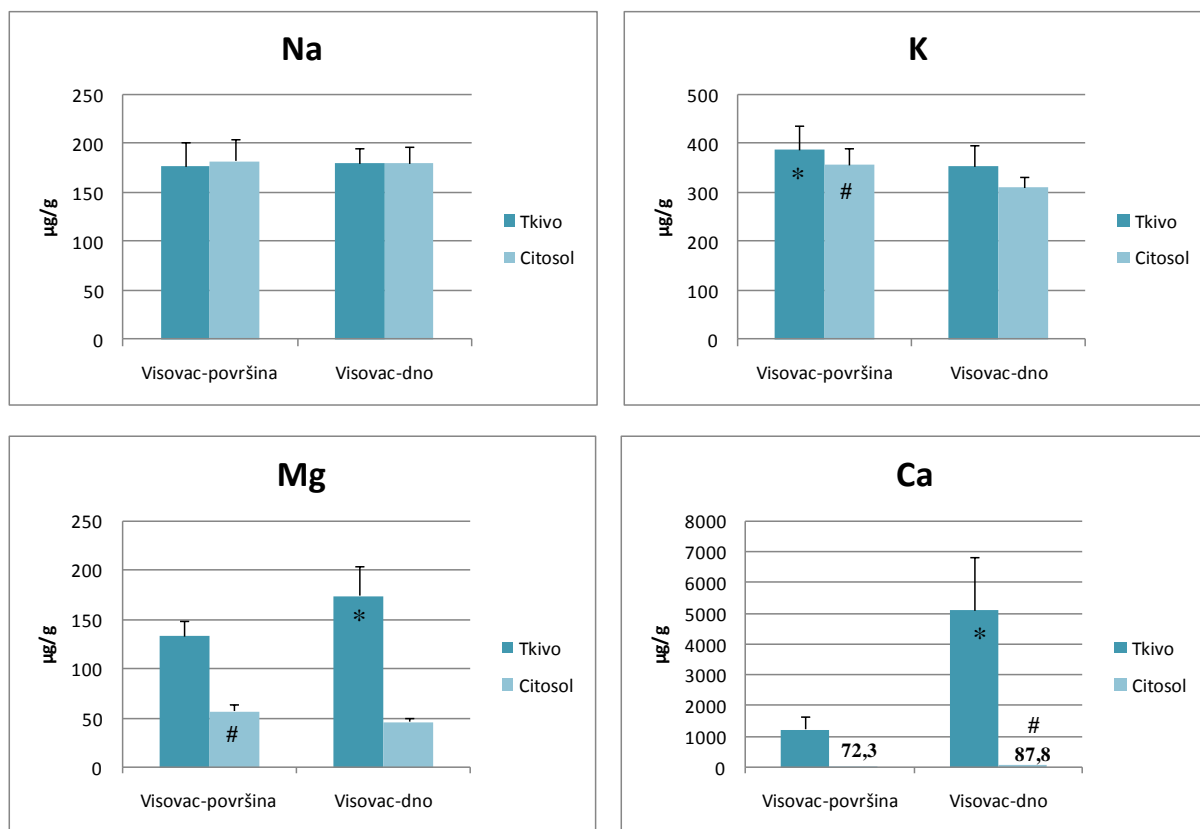 Na
µg/g
250
200
150
100
50
0
Visovac-površina
Visovac-dno
Tkivo
Citosol
K
µg/g
500
400
300
200
100
0
*
#
Visovac-površina
Visovac-dno
Tkivo
Citosol
Mg
µg/g
250
200
150
100
50
0
#
*
Visovac-površina
Visovac-dno
Tkivo
Citosol
Ca
µg/g
8000
7000
6000
5000
4000
3000
2000
1000
0
72,3
*
#
87,8
Visovac-površina
Visovac-dno
Tkivo
Citosol